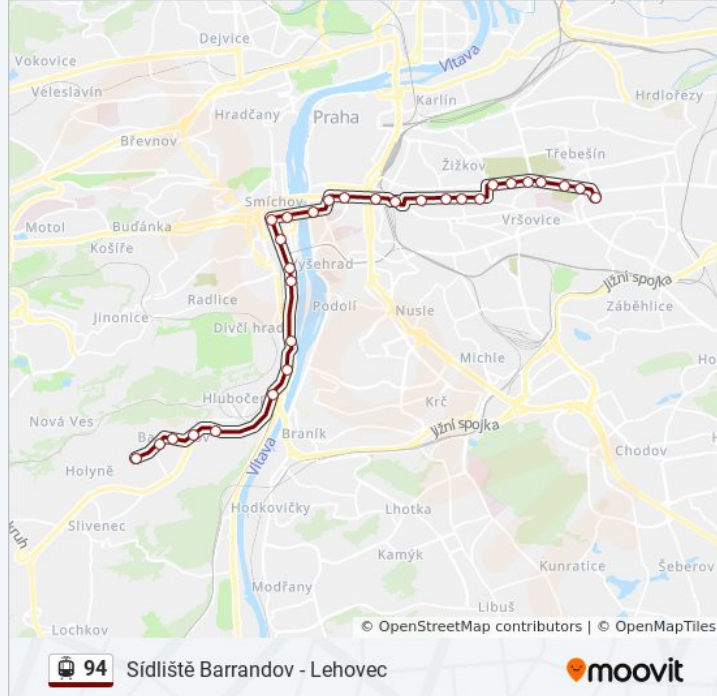 Dejvice
Vltava
Vokovice
Veleslavín
Karlín
Hrdlořezy
Hradčany
Praha
Břevnov
Žižkov
Třebešín
Smíchov
Motol
Buďánka
Vršovice
Košíře
Vyšehrad
Jižní spojka
Radlice
Podolí
Nusle
Záběhlice
Jinonice
Dívčí hrad
Michle
Ho
Hlubočep
Krč
Nová Ves
Jižní spojka
Braník
Chodov
Holyně
Vltava
Hodkovičky
Lhotka
Slivenec
kruh
Kamýk
Kunratice
Šeberov
Modřany
Libuš
Lochkov
© OpenStreetMap contributors | © OpenMapTiles
94 Sídliště Barrandov - Lehovec
moovit